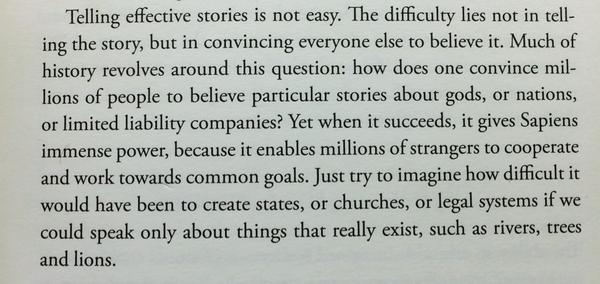 Telling effective stories is not easy. The difficulty lies not in tell-
ing the story, but in convincing everyone else to believe it. Much of
history revolves around this question: how does one convince mil-
lions of people to believe particular stories about gods, or nations,
or limited liability companies? Yet when it succeeds, it gives Sapiens
immense power, because it enables millions of strangers to cooperate
and work towards common goals. Just try to imagine how difficult it
would have been to create states, or churches, or legal systems if we
could speak only about things that really exist, such as rivers, trees
and lions.